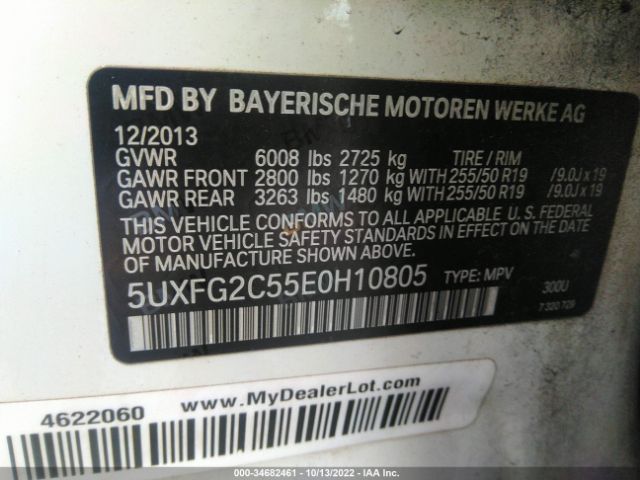 MFD BY BAYERISCHE MOTOREN WERKE AG
12/2013
GVWR 6008 lbs 2725 kg TIRE / RIM
GAWR FRONT 2800 lbs 1270 kg WITH 255/50 R19 /9.0J x 19
GAWR REAR 3263 lbs 1480 kg WITH 255/50 R19 /9.0J x 19
THIS VEHICLE CONFORMS TO ALL APPLICABLE U.S. FEDERAL
MOTOR VEHICLE SAFETY STANDARDS IN EFFECT ON THE DATE
OF MANUFACTURE SHOWN ABOVE.
5UXFG2C55E0H10805 TYPE: MPV 300U
7 320 725
4622060 www.MyDealerLot.com
000-34682461 - 10/13/2022 - IAA Inc.